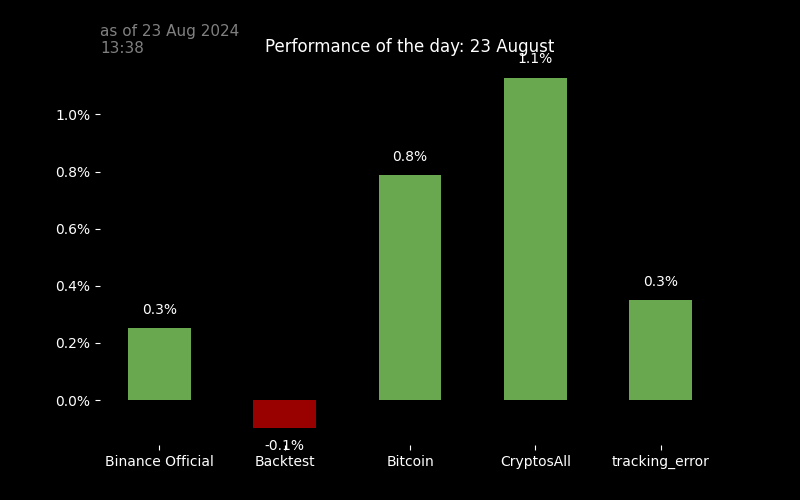 as of 23 Aug 2024
13:38
Performance of the day: 23 August
1.1%
1.0%
0.8%
0.8%
0.6%
0.4%
0.3%
0.3%
0.2%
0.0%
-0.1%
Binance Official
Backtest
Bitcoin
CryptosAll
tracking_error